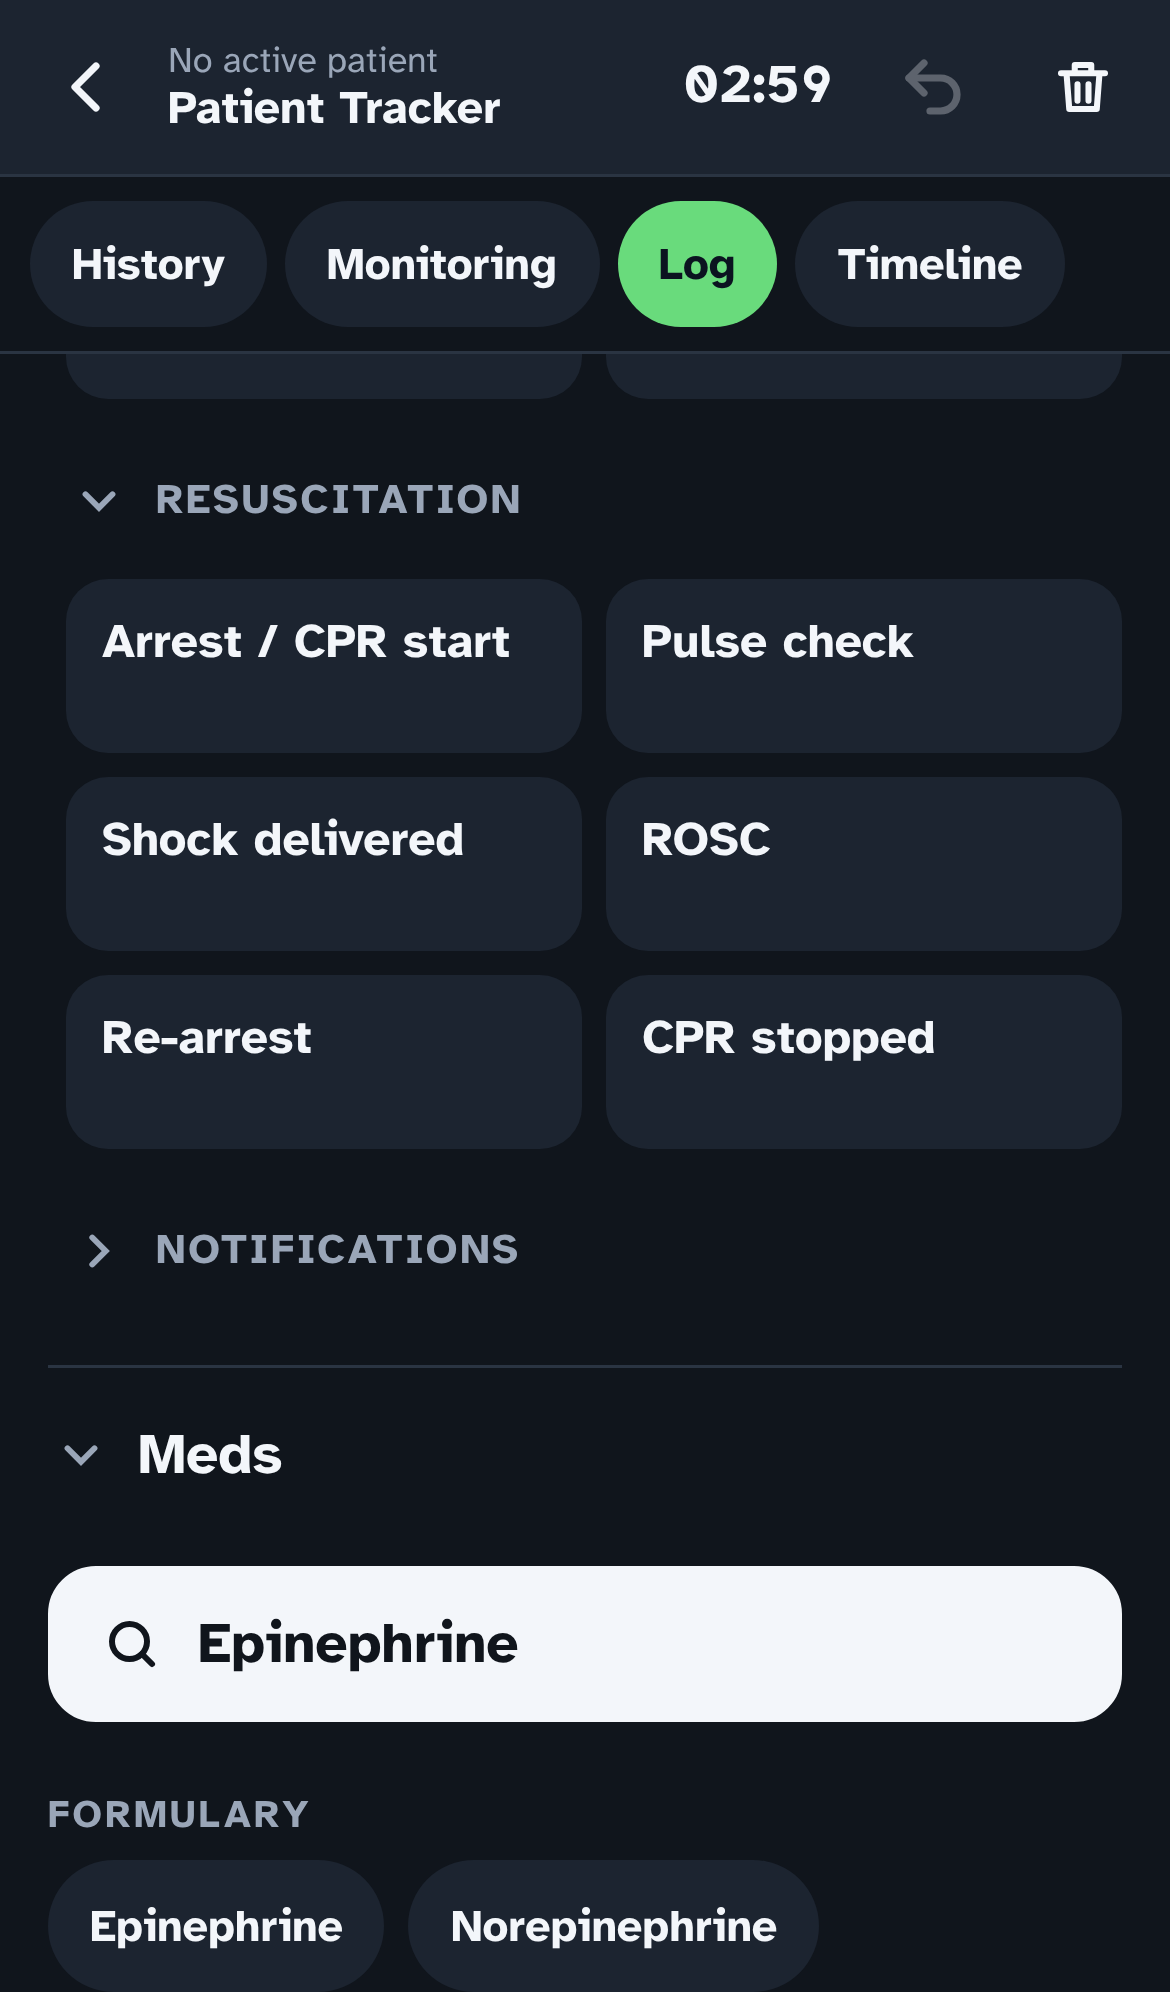 No active patient
Patient Tracker
02:59
History
Monitoring
Log
Timeline
RESUSCITATION
Arrest / CPR start
Pulse check
Shock delivered
ROSC
Re-arrest
CPR stopped
NOTIFICATIONS
Meds
Epinephrine
FORMULARY
Epinephrine
Norepinephrine